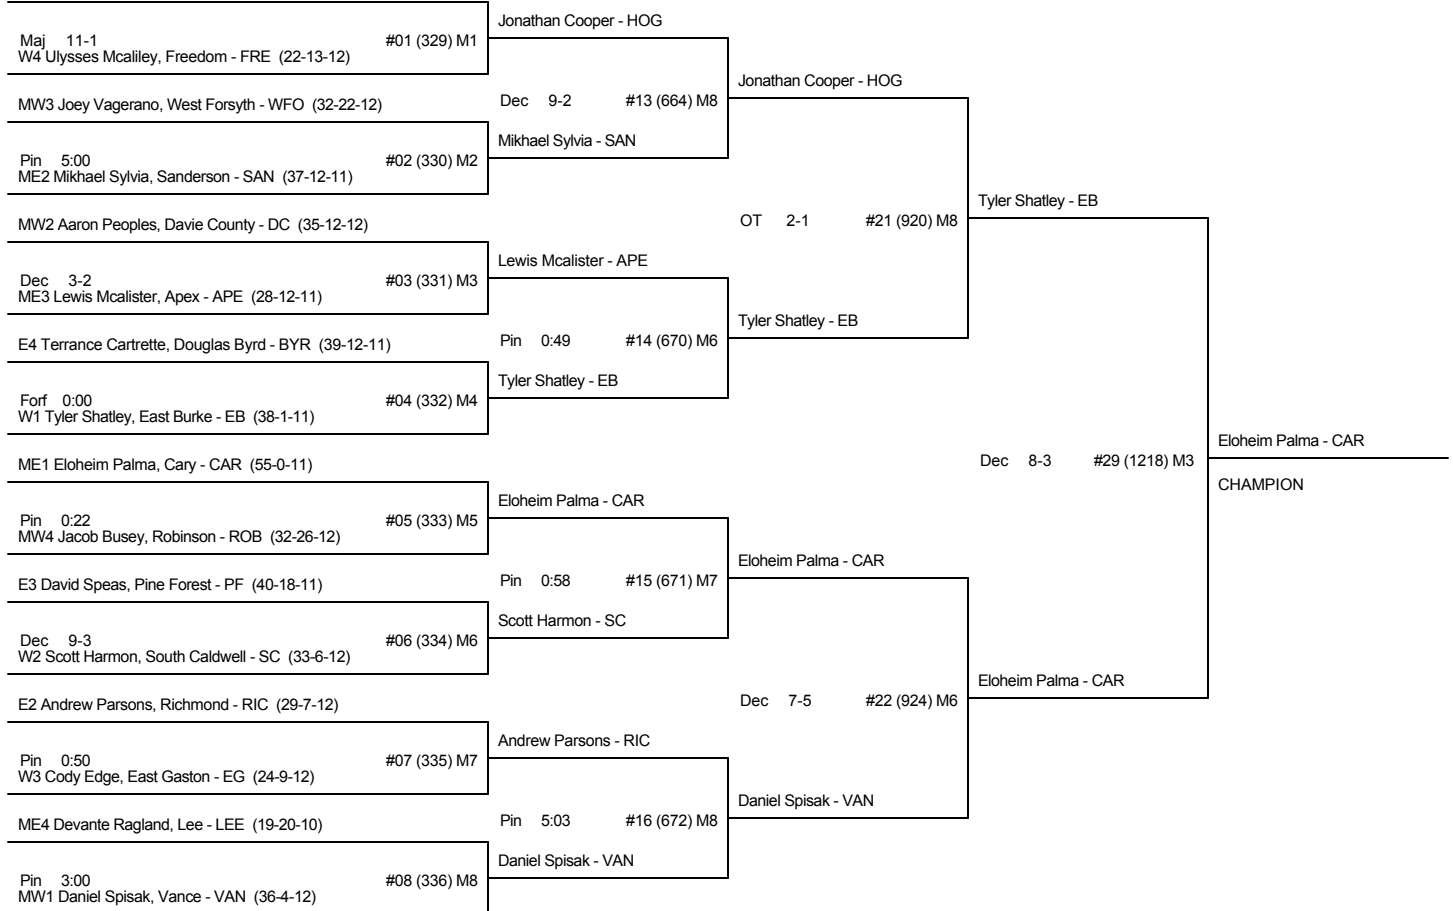 Jonathan Cooper - HOG
Maj 11-1 #01 (329) M1
W4 Ulysses Mcaliley, Freedom - FRE (22-13-12)
Jonathan Cooper - HOG
MW3 Joey Vagerano, West Forsyth - WFO (32-22-12)
Dec 9-2 #13 (664) M8
Mikhael Sylvia - SAN
Pin 5:00 #02 (330) M2
ME2 Mikhael Sylvia, Sanderson - SAN (37-12-11)
Tyler Shatley - EB
MW2 Aaron Peoples, Davie County - DC (35-12-12)
OT 2-1 #21 (920) M8
Lewis Mcalister - APE
Dec 3-2 #03 (331) M3
ME3 Lewis Mcalister, Apex - APE (28-12-11)
Tyler Shatley - EB
E4 Terrance Cartrette, Douglas Byrd - BYR (39-12-11)
Pin 0:49 #14 (670) M6
Tyler Shatley - EB
Forf 0:00 #04 (332) M4
W1 Tyler Shatley, East Burke - EB (38-1-11)
Eloheim Palma - CAR
ME1 Eloheim Palma, Cary - CAR (55-0-11)
Dec 8-3 #29 (1218) M3
CHAMPION
Eloheim Palma - CAR
Pin 0:22 #05 (333) M5
MW4 Jacob Busey, Robinson - ROB (32-26-12)
Eloheim Palma - CAR
E3 David Speas, Pine Forest - PF (40-18-11)
Pin 0:58 #15 (671) M7
Scott Harmon - SC
Dec 9-3 #06 (334) M6
W2 Scott Harmon, South Caldwell - SC (33-6-12)
Eloheim Palma - CAR
E2 Andrew Parsons, Richmond - RIC (29-7-12)
Dec 7-5 #22 (924) M6
Andrew Parsons - RIC
Pin 0:50 #07 (335) M7
W3 Cody Edge, East Gaston - EG (24-9-12)
Daniel Spisak - VAN
ME4 Devante Ragland, Lee - LEE (19-20-10)
Pin 5:03 #16 (672) M8
Daniel Spisak - VAN
Pin 3:00 #08 (336) M8
MW1 Daniel Spisak, Vance - VAN (36-4-12)